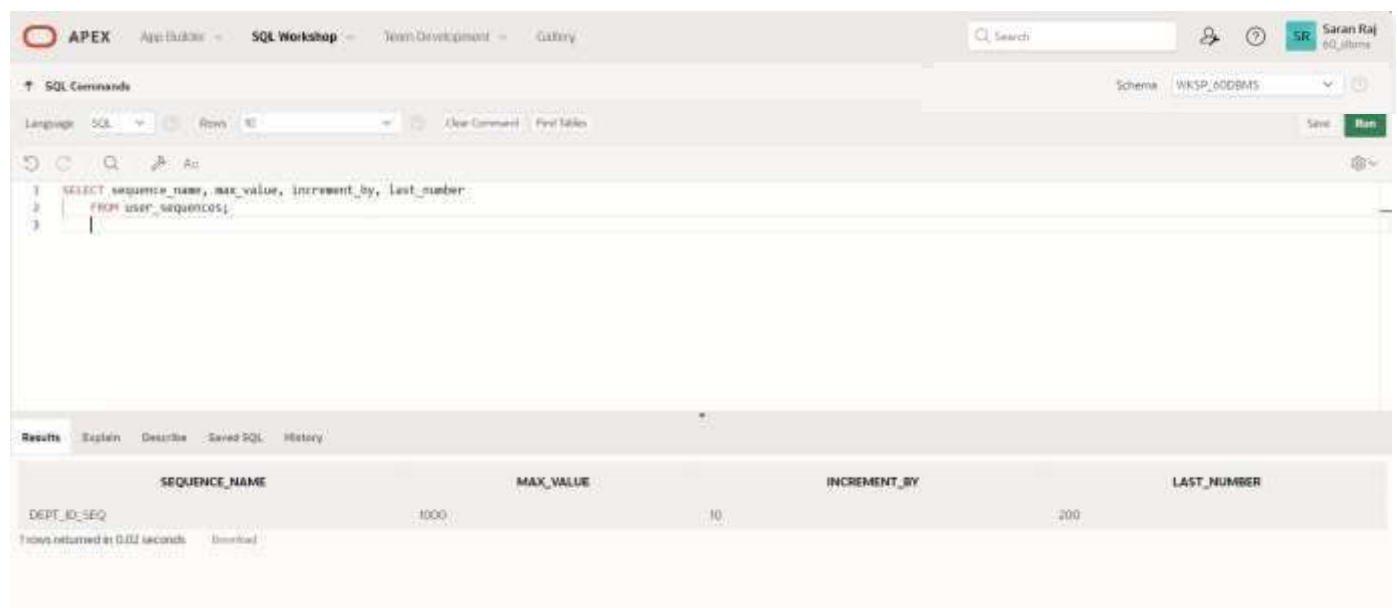 APEX App Builder SQL Workshop Team Development Gallery Search SR Saran Raj
60_dbms
SQL Commands Schema WKSP_60DBMS
Language SQL Rows 10 Clear Command Find Tables Save Run
Aa
1 SELECT sequence_name, max_value, increment_by, last_number
2 FROM user_sequences;
3
Results Explain Describe Saved SQL History
SEQUENCE_NAME MAX_VALUE INCREMENT_BY LAST_NUMBER
DEPT_ID_SEQ 1000 10 200
1 rows returned in 0.02 seconds Download